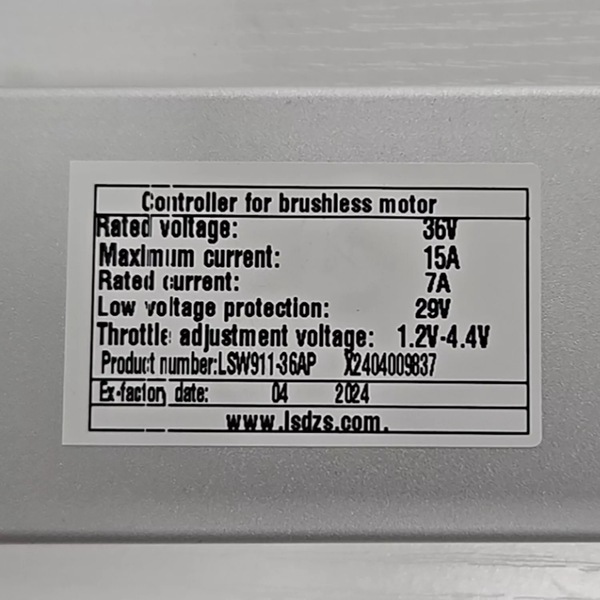 Controller for brushless motor
Rated voltage: 36V
Maximum current: 15A
Rated current: 7A
Low voltage protection: 29V
Throttle adjustment voltage: 1.2V-4.4V
Product number:LSW911-36AP X2404009837
Ex-factory date: 04 2024
www.lsdzs.com.